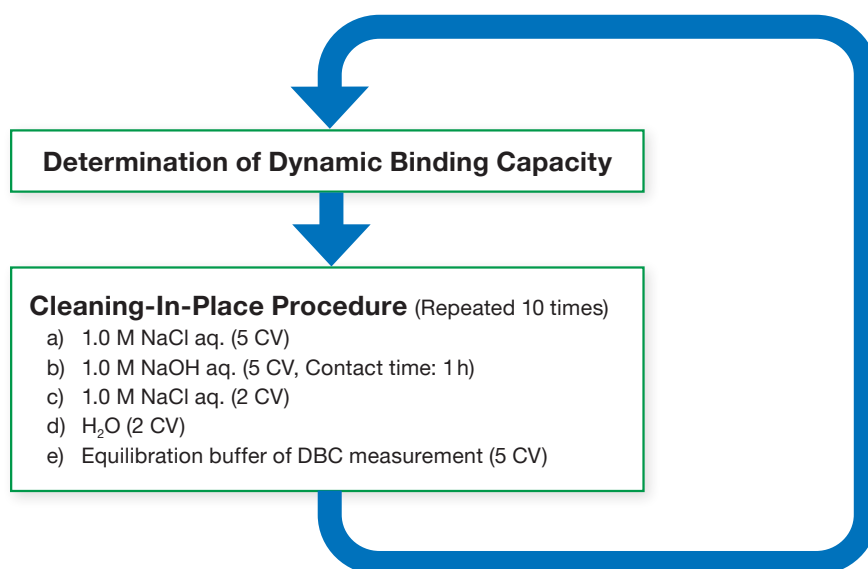 Determination of Dynamic Binding Capacity
Cleaning-In-Place Procedure (Repeated 10 times)
a) 1.0 M NaCl aq. (5 CV)
b) 1.0 M NaOH aq. (5 CV, Contact time: 1 h)
c) 1.0 M NaCl aq. (2 CV)
d) H₂O (2 CV)
e) Equilibration buffer of DBC measurement (5 CV)